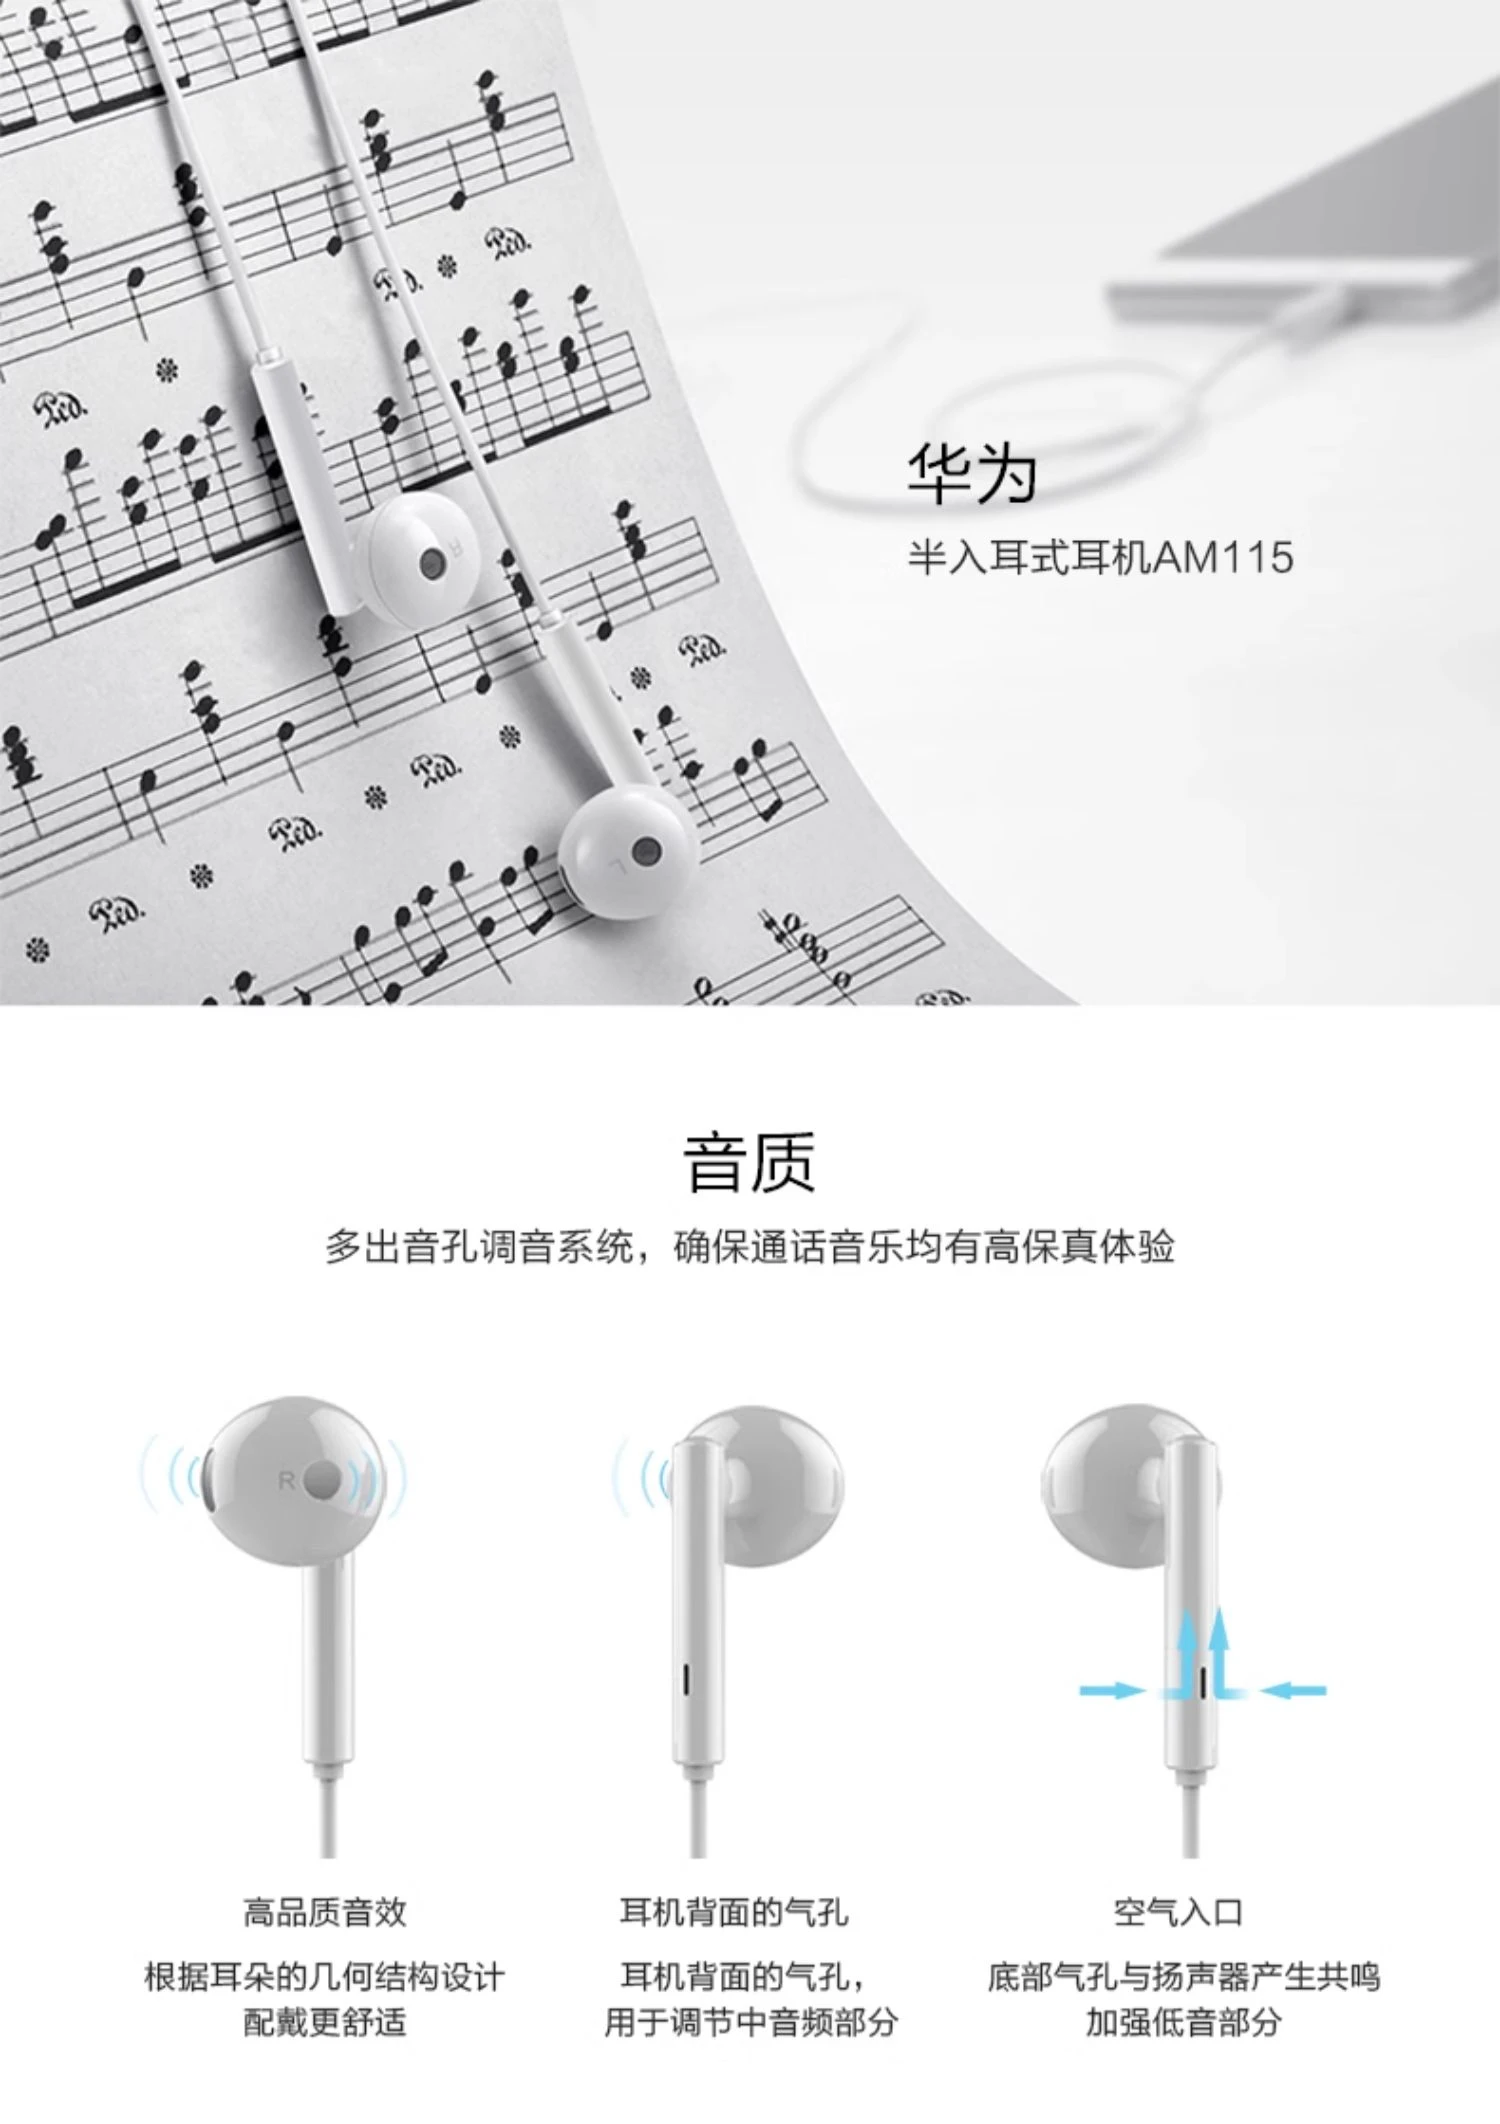 华为
半入耳式耳机AM115
R
L
音质
多出音孔调音系统，确保通话音乐均有高保真体验
R
高品质音效
根据耳朵的几何结构设计
配戴更舒适
耳机背面的气孔
耳机背面的气孔，
用于调节中音频部分
空气入口
底部气孔与扬声器产生共鸣
加强低音部分